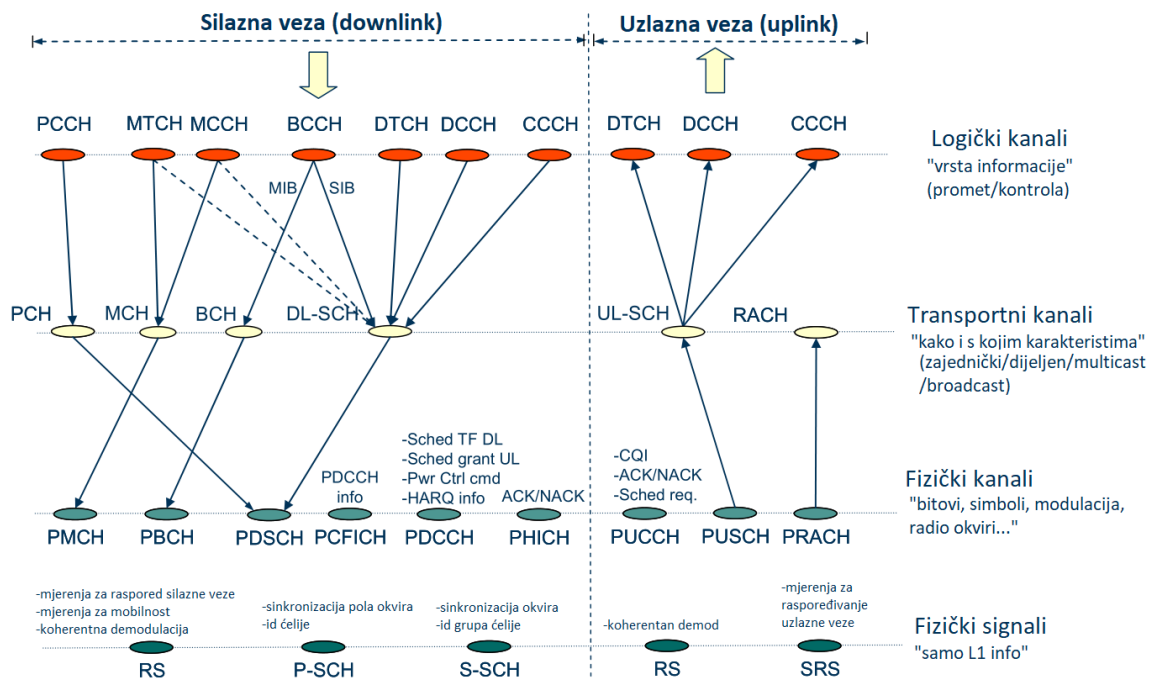 Silazna veza (downlink)
Uzlazna veza (uplink)
PCCH
MTCH
MCCH
BCCH
DTCH
DCCH
CCCH
DTCH
DCCH
CCCH
Logički kanali
"vrsta informacije"
(promet/kontrola)
MIB
SIB
PCH
MCH
BCH
DL-SCH
UL-SCH
RACH
Transportni kanali
"kako i s kojim karakteristima"
(zajednički/dijeljen/multicast
/broadcast)
PDCCH
info
-Sched TF DL
-Sched grant UL
-Pwr Ctrl cmd
-HARQ info
ACK/NACK
-CQI
-ACK/NACK
-Sched req.
Fizički kanali
"bitovi, simboli, modulacija,
radio okviri..."
PMCH
PBCH
PDSCH
PCFICH
PDCCH
PHICH
PUCCH
PUSCH
PRACH
-mjerenja za raspored silazne veze
-mjerenja za mobilnost
-koherentna demodulacija
-sinkronizacija pola okvira
-id ćelije
-sinkronizacija okvira
-id grupa ćelije
-koherentan demod
-mjerenja za
raspoređivanje
uzlazne veze
Fizički signali
"samo L1 info"
RS
P-SCH
S-SCH
RS
SRS